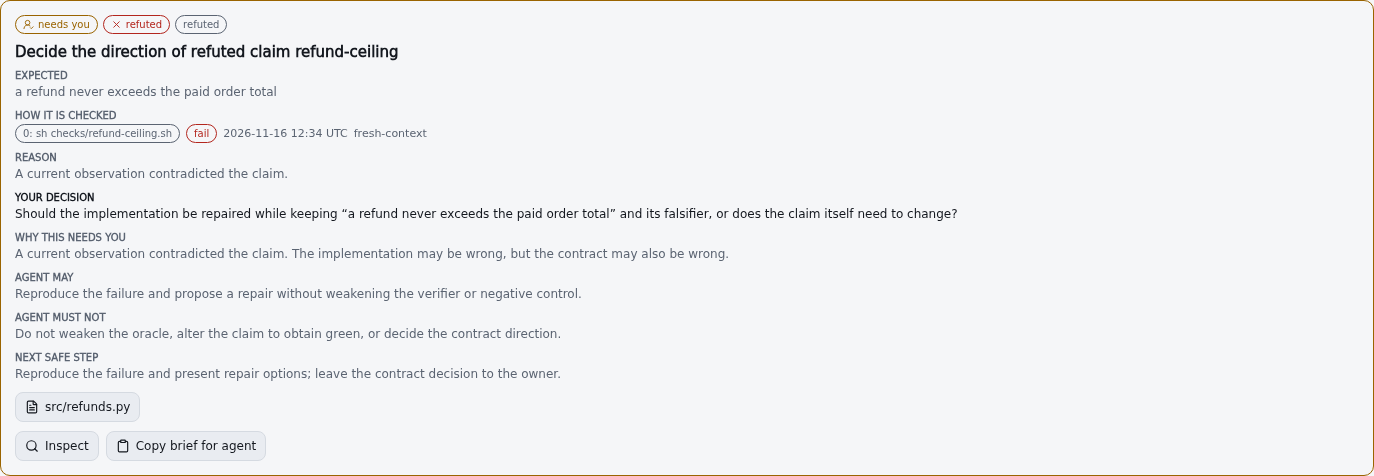 needs you refuted refuted
Decide the direction of refuted claim refund-ceiling
EXPECTED
a refund never exceeds the paid order total
HOW IT IS CHECKED
0: sh checks/refund-ceiling.sh fail 2026-11-16 12:34 UTC fresh-context
REASON
A current observation contradicted the claim.
YOUR DECISION
Should the implementation be repaired while keeping “a refund never exceeds the paid order total” and its falsifier, or does the claim itself need to change?
WHY THIS NEEDS YOU
A current observation contradicted the claim. The implementation may be wrong, but the contract may also be wrong.
AGENT MAY
Reproduce the failure and propose a repair without weakening the verifier or negative control.
AGENT MUST NOT
Do not weaken the oracle, alter the claim to obtain green, or decide the contract direction.
NEXT SAFE STEP
Reproduce the failure and present repair options; leave the contract decision to the owner.
src/refunds.py
Inspect Copy brief for agent